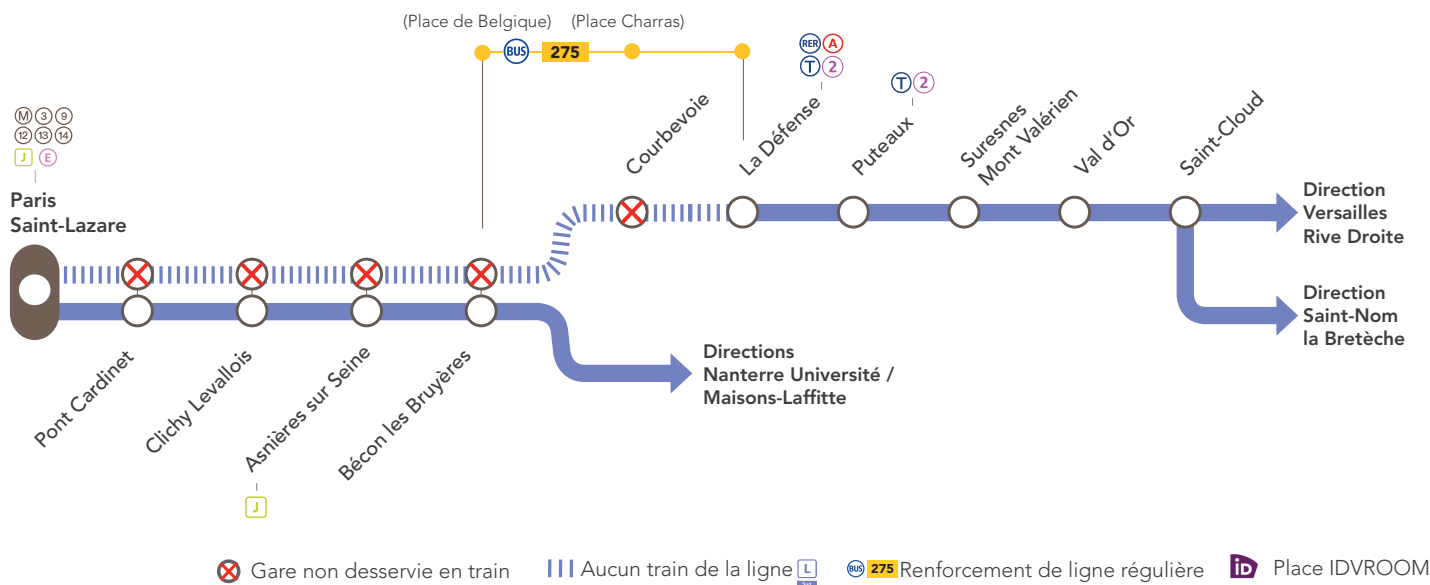 (Place de Belgique) (Place Charras)
BUS 275
RER A
T 2
T 2
M 3 9
12 13 14
J E
Paris
Saint-Lazare
Courbevoie
La Défense
Puteaux
Suresnes
Mont Valérien
Val d'Or
Saint-Cloud
Direction
Versailles
Rive Droite
Direction
Saint-Nom
la Bretèche
Directions
Nanterre Université /
Maisons-Laffitte
Pont Cardinet
Clichy Levallois
Asnières sur Seine
Bécon les Bruyères
J
Gare non desservie en train
Aucun train de la ligne L
BUS 275 Renforcement de ligne régulière
iD Place IDVROOM